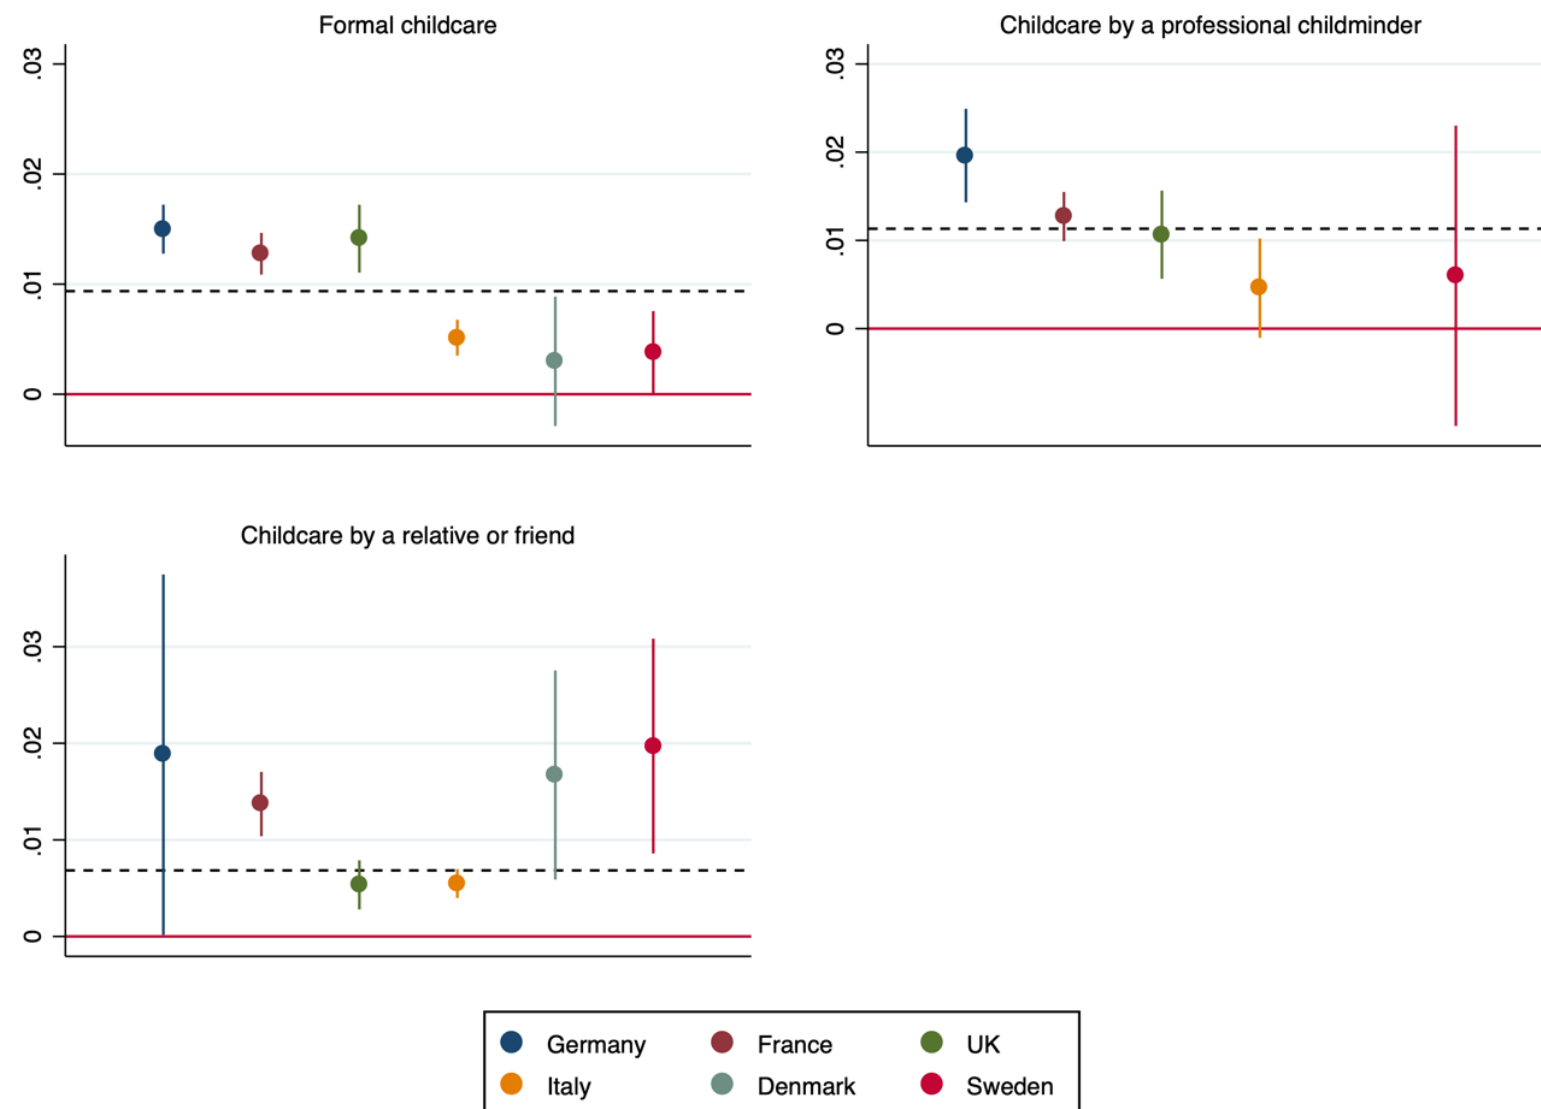 Formal childcare
.03
.02
.01
0
Childcare by a professional childminder
.03
.02
.01
0
Childcare by a relative or friend
.03
.02
.01
0
Germany France UK
Italy Denmark Sweden